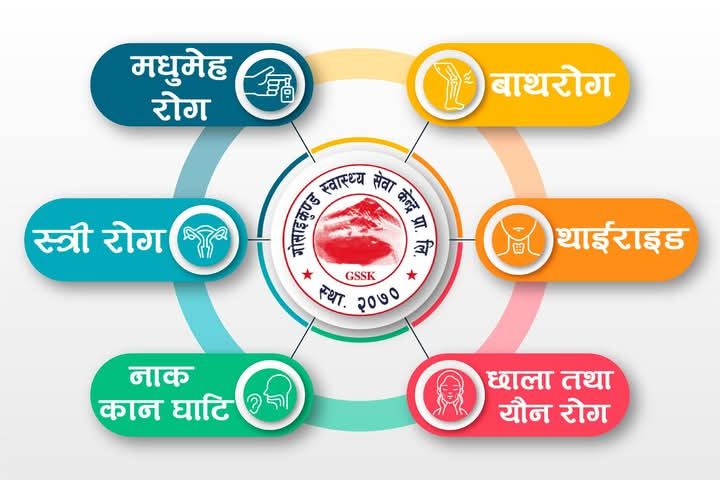 मधुमेह
रोग
बाथरोग
गोसाइकुण्ड स्वास्थ्य सेवा केन्द्र प्रा. लि.
GSSK
स्था. २०७०
स्त्री रोग
थाईराइड
नाक
कान घाटि
छाला तथा
यौन रोग